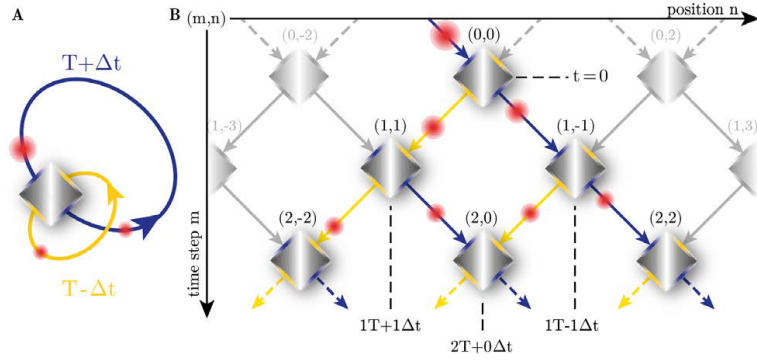 A
T+Δt
T-Δt
B
(m,n)
position n
time step m
(0,-2)
(0,0)
(0,2)
t=0
(1,-3)
(1,1)
(1,-1)
(1,3)
(2,-2)
(2,0)
(2,2)
1T+1Δt
1T-1Δt
2T+0Δt